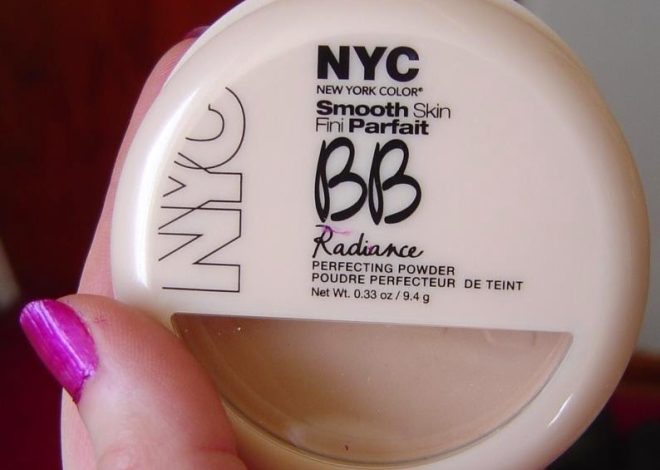 NYC
NYC
NEW YORK COLOR®
Smooth Skin
Fini Parfait
BB
Radiance
PERFECTING POWDER
POUDRE PERFECTEUR DE TEINT
Net Wt. 0.33 oz / 9.4 g